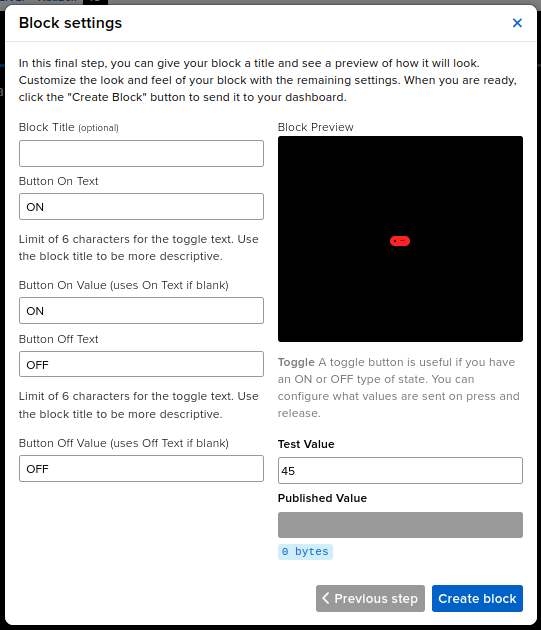 Block settings
×
In this final step, you can give your block a title and see a preview of how it will look.
Customize the look and feel of your block with the remaining settings. When you are ready,
click the "Create Block" button to send it to your dashboard.
Block Title (optional)
Button On Text
ON
Limit of 6 characters for the toggle text. Use
the block title to be more descriptive.
Button On Value (uses On Text if blank)
ON
Button Off Text
OFF
Limit of 6 characters for the toggle text. Use
the block title to be more descriptive.
Button Off Value (uses Off Text if blank)
OFF
Block Preview
Toggle A toggle button is useful if you have
an ON or OFF type of state. You can
configure what values are sent on press and
release.
Test Value
45
Published Value
0 bytes
Previous step
Create block